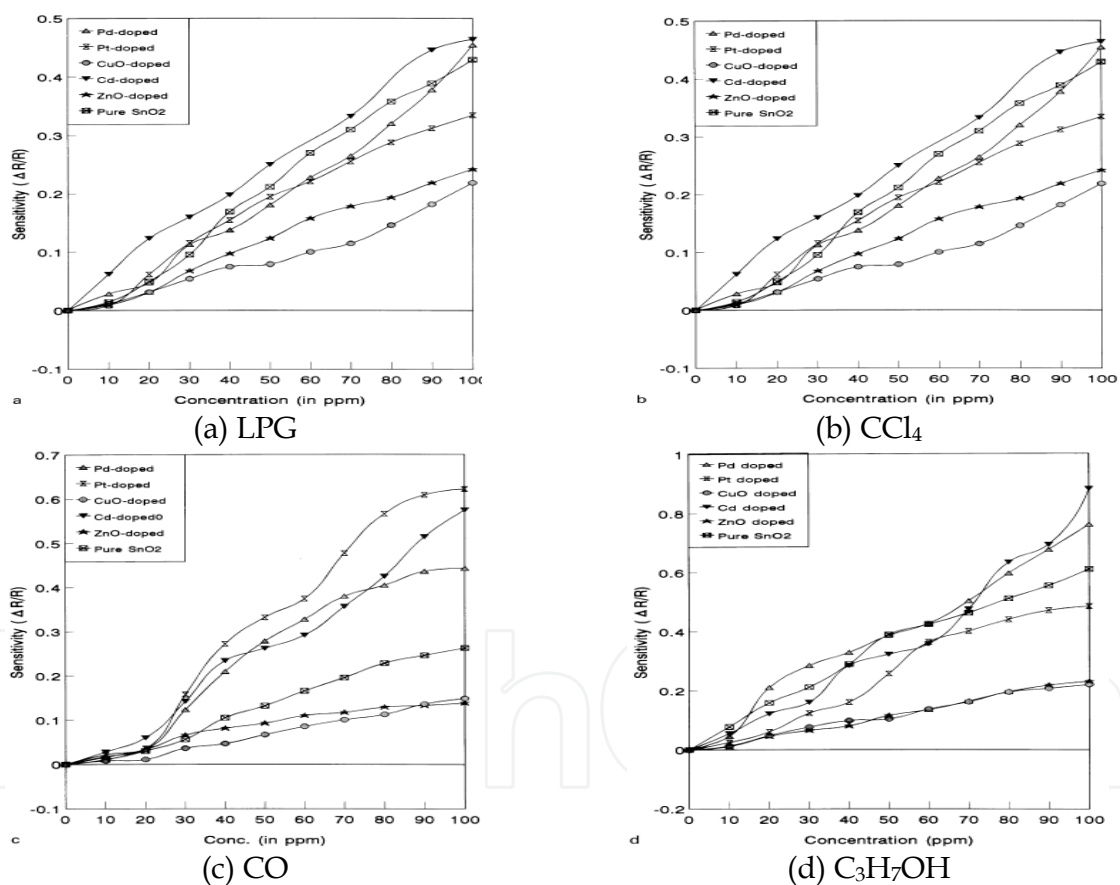 0.5
0.4
0.3
0.2
0.1
0
-0.1
Sensitivity (ΔR/R)
Pd-doped
Pt-doped
CuO-doped
Cd-doped
ZnO-doped
Pure SnO2
0 10 20 30 40 50 60 70 80 90 100
Concentration (in ppm)
a
(a) LPG
0.5
0.4
0.3
0.2
0.1
0
-0.1
Sensitivity (ΔR/R)
Pd-doped
Pt-doped
CuO-doped
Cd-doped
ZnO-doped
Pure SnO2
0 10 20 30 40 50 60 70 80 90 100
Concentration (in ppm)
b
(b) CCl₄
0.7
0.6
0.5
0.4
0.3
0.2
0.1
0
-0.1
Sensitivity (ΔR/R)
Pd-doped
Pt-doped
CuO-doped
Cd-doped0
ZnO-doped
Pure SnO2
0 10 20 30 40 50 60 70 80 90 100
Conc. (in ppm)
c
(c) CO
1
0.8
0.6
0.4
0.2
0
-0.2
Sensitivity (ΔR/R)
Pd doped
Pt doped
CuO doped
Cd doped
ZnO doped
Pure SnO2
0 10 20 30 40 50 60 70 80 90 100
Concentration (ppm)
d
(d) C₃H₇OH